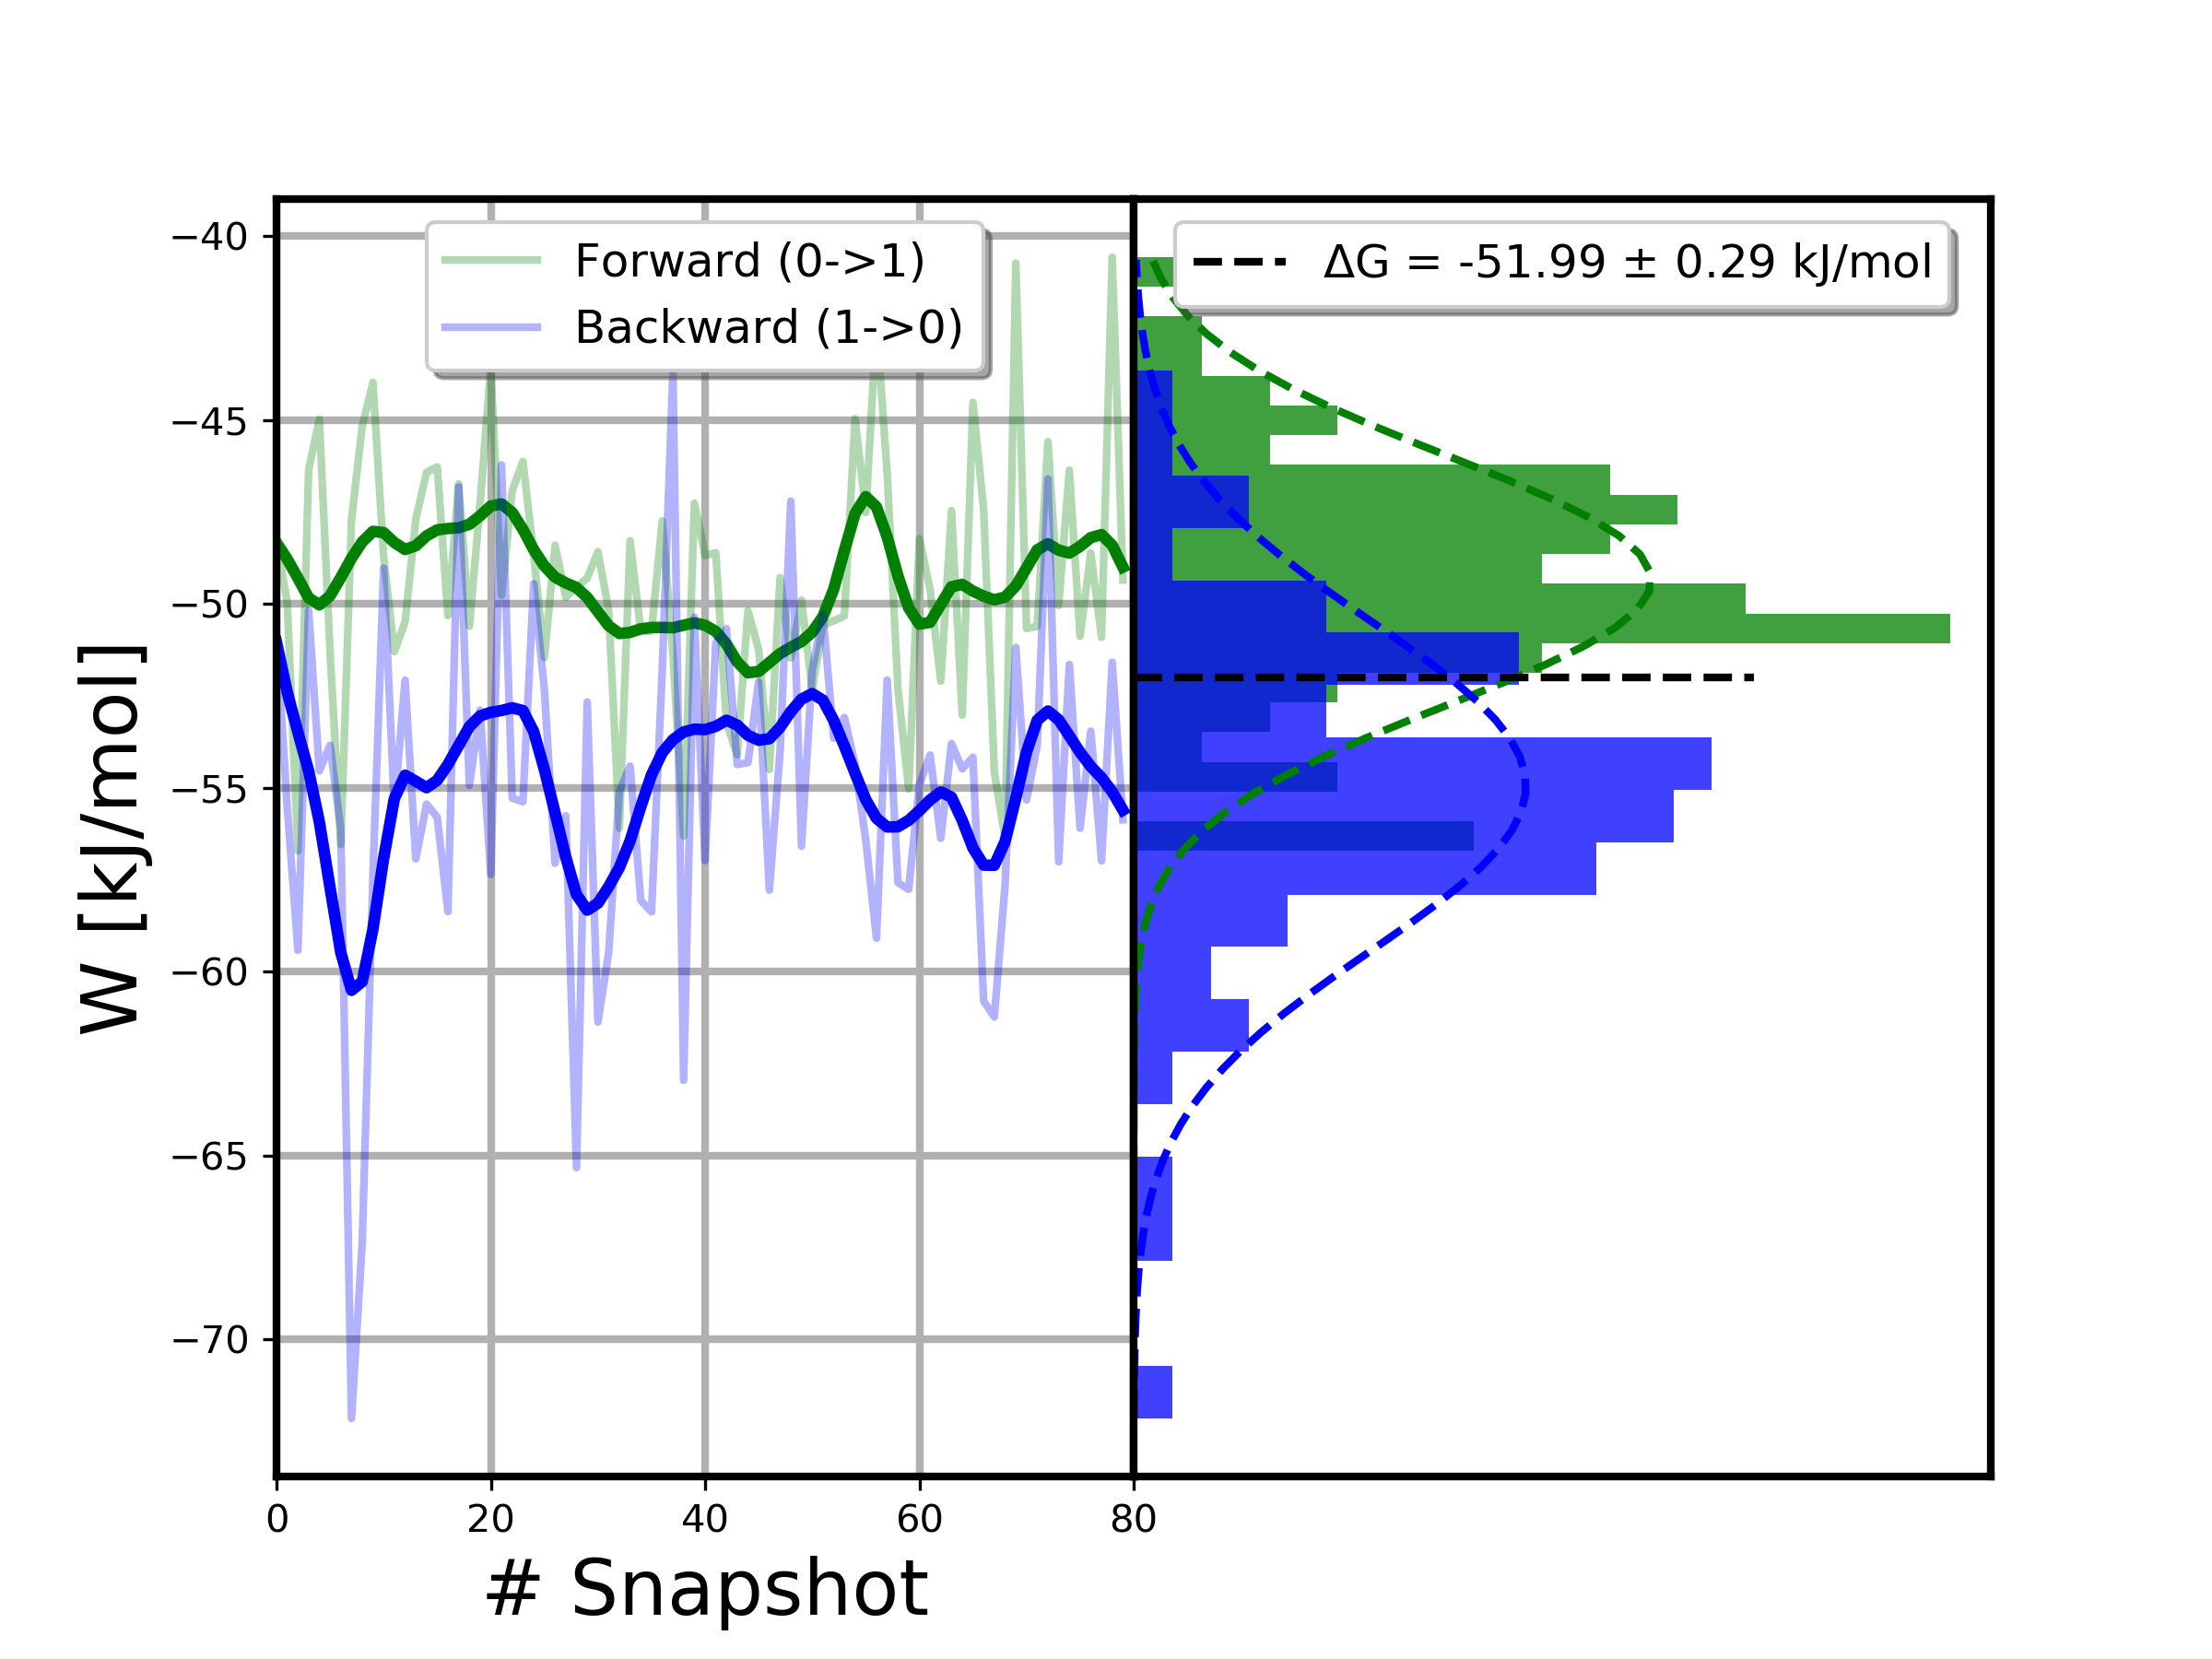 Forward (0->1)
Backward (1->0)
ΔG = -51.99 ± 0.29 kJ/mol
−40
−45
−50
−55
−60
−65
−70
W [kJ/mol]
0
20
40
60
80
# Snapshot